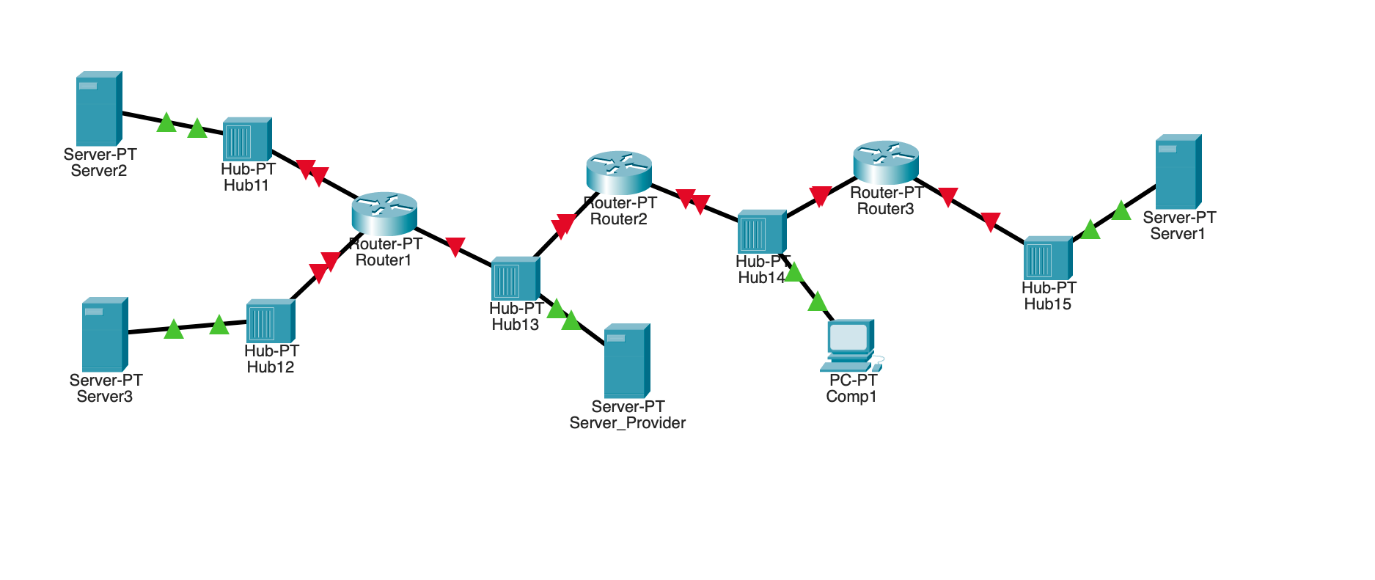 Server-PT
Server2
Hub-PT
Hub11
Router-PT
Router1
Server-PT
Server3
Hub-PT
Hub12
Hub-PT
Hub13
Router-PT
Router2
Server-PT
Server_Provider
Hub-PT
Hub14
Router-PT
Router3
PC-PT
Comp1
Hub-PT
Hub15
Server-PT
Server1